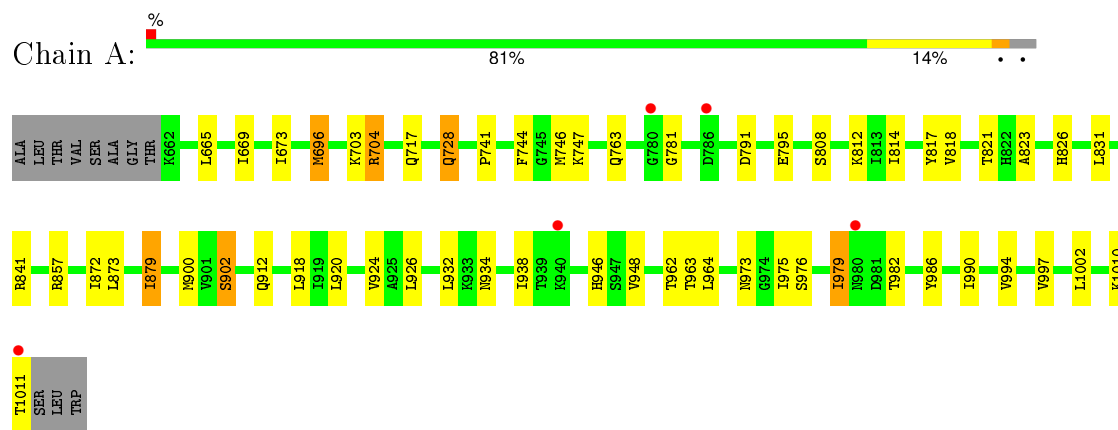 %
Chain A:
81% 14% • •
ALA LEU THR VAL SER ALA GLY THR K662 L665 I669 I673 M696 K703 R704 Q717 Q728 P741 F744 G745 M746 K747 Q763 G780 G781 D786 D791 E795 S808 K812 I813 I814 Y817 V818 T821 H822 A823 H826 L831
R841 R857 I872 L873 I879 M900 V901 S902 Q912 L918 I919 L920 V924 A925 L926 L932 K933 N934 I938 T939 K940 H946 S947 V948 T962 T963 L964 N973 G974 I975 S976 I979 N980 D981 T982 Y986 I990 V994 V997 L1002 K1010
T1011 SER LEU TRP